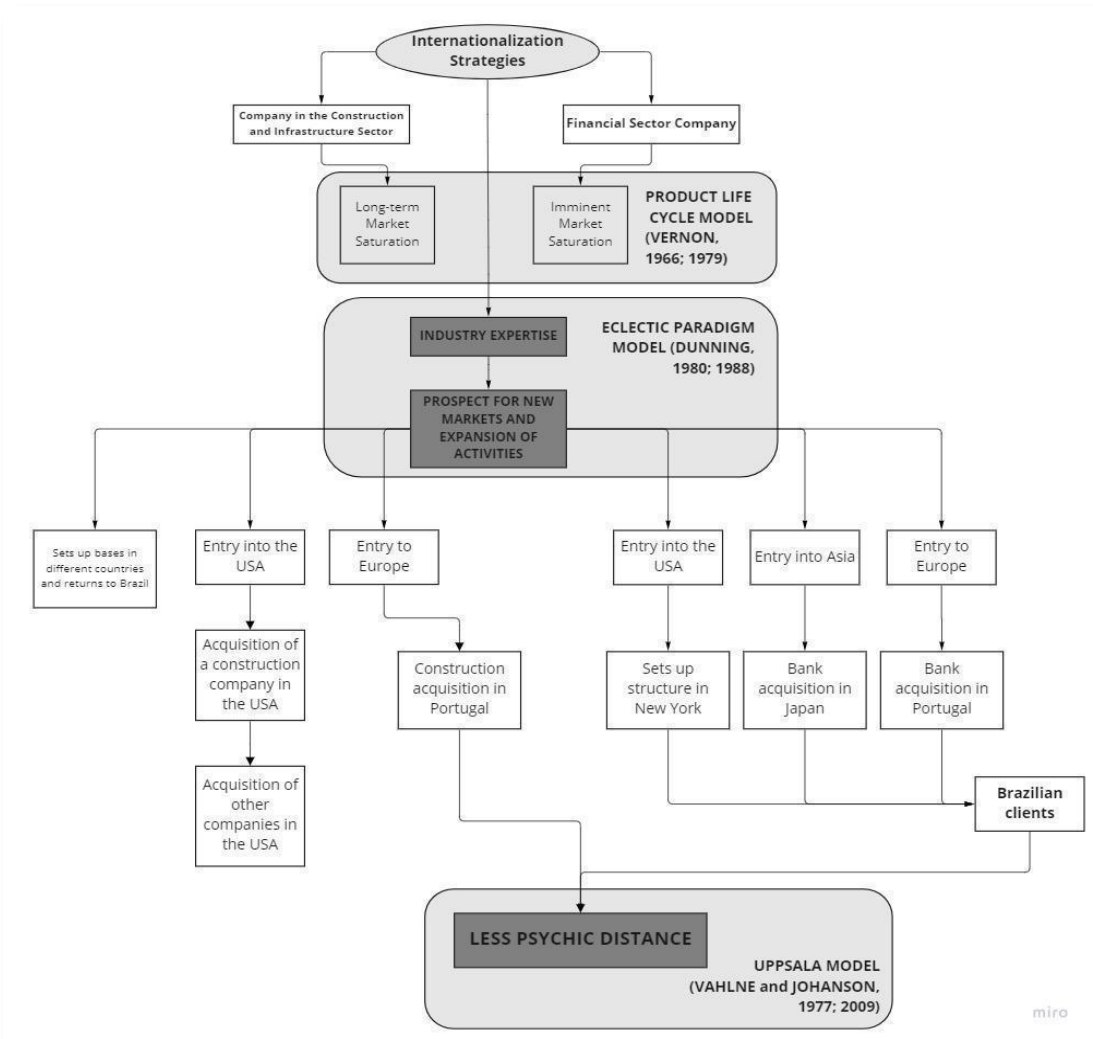 Internationalization
Strategies
Company in the Construction
and Infrastructure Sector
Financial Sector Company
Long-term
Market
Saturation
Imminent
Market
Saturation
PRODUCT LIFE
CYCLE MODEL
(VERNON,
1966; 1979)
INDUSTRY EXPERTISE
ECLECTIC PARADIGM
MODEL (DUNNING,
1980; 1988)
PROSPECT FOR NEW
MARKETS AND
EXPANSION OF
ACTIVITIES
Sets up bases in
different countries
and returns to Brazil
Entry into the
USA
Entry to
Europe
Entry into the
USA
Entry into Asia
Entry to
Europe
Acquisition of
a construction
company in
the USA
Construction
acquisition in
Portugal
Sets up
structure in
New York
Bank
acquisition in
Japan
Bank
acquisition in
Portugal
Acquisition of
other
companies in
the USA
Brazilian
clients
LESS PSYCHIC DISTANCE
UPPSALA MODEL
(VAHLNE and JOHANSON,
1977; 2009)
miro